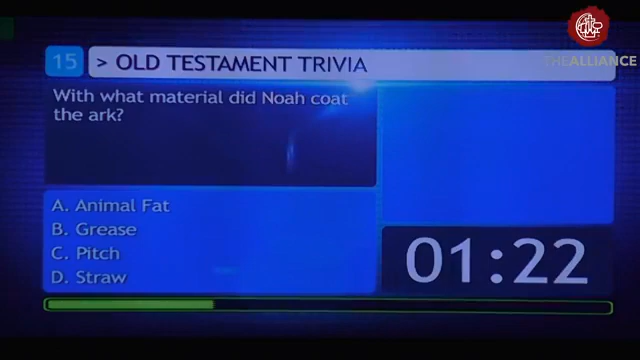 THEALLIANCE
15 > OLD TESTAMENT TRIVIA
With what material did Noah coat
the ark?
A. Animal Fat
B. Grease
C. Pitch
D. Straw
01:22